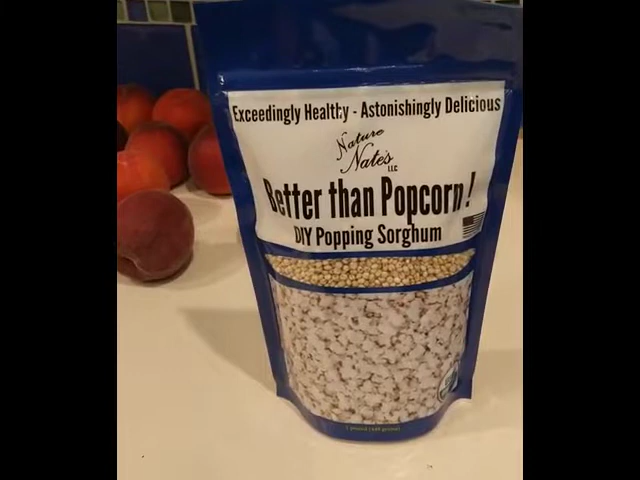 Exceedingly Healthy - Astonishingly Delicious
Nature
Nate's
LLC
Better than Popcorn!
DIY Popping Sorghum